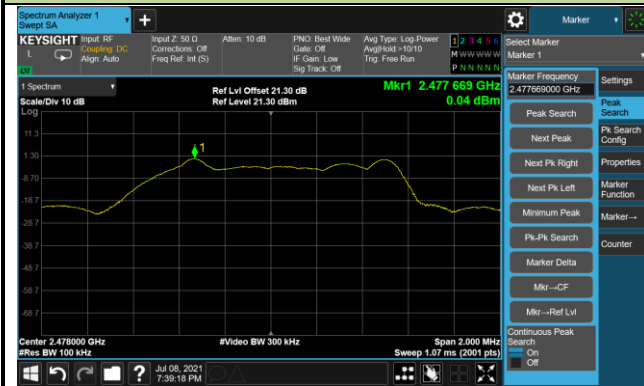 Spectrum Analyzer 1
Swept SA
Marker
KEYSIGHT
Input: RF
Coupling: DC
Align: Auto
Input Z: 50 Ω
Corrections: Off
Freq Ref: Int (S)
Atten: 10 dB
PNO: Best Wide
Gate: Off
IF Gain: Low
Sig Track: Off
Avg Type: Log-Power
Avg|Hold:>10/10
Trig: Free Run
1 2 3 4 5 6
M W W W W W
P N N N N N
L
Select Marker
Marker 1
1 Spectrum
Scale/Div 10 dB
Log
Ref Lvl Offset 21.30 dB
Ref Level 21.30 dBm
Mkr1 2.477 669 GHz
0.04 dBm
11.3
1.30
-8.70
-18.7
-28.7
-38.7
-48.7
-58.7
-68.7
1
Center 2.478000 GHz
#Res BW 100 kHz
#Video BW 300 kHz
Span 2.000 MHz
Sweep 1.07 ms (2001 pts)
Marker Frequency
2.477669000 GHz
Peak Search
Next Peak
Next Pk Right
Next Pk Left
Minimum Peak
Pk-Pk Search
Marker Delta
Mkr→CF
Mkr→Ref Lvl
Continuous Peak
Search
On
Off
Settings
Peak
Search
Pk Search
Config
Properties
Marker
Function
Marker→
Counter
Jul 08, 2021
7:39:18 PM